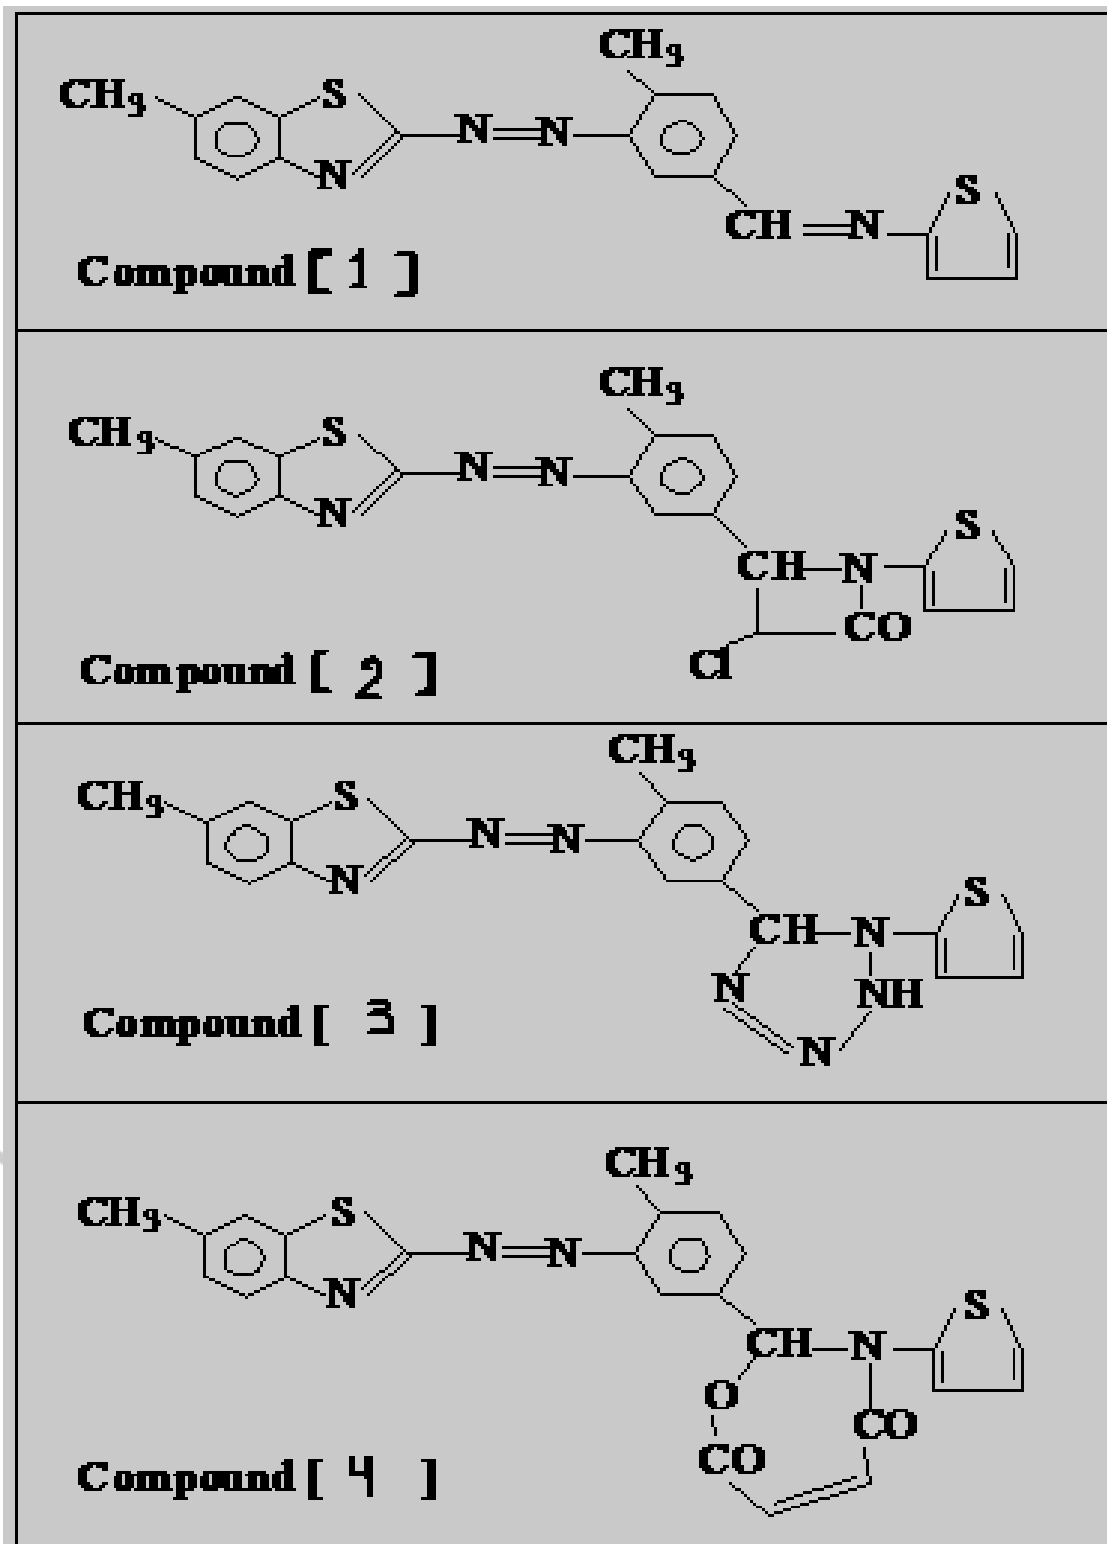 CH3
CH3 S N N=N
CH=N S
Compound [ 1 ]
CH3
CH3 S N N=N
S
CH-N
CO
Cl
Compound [ 2 ]
CH3
CH3 S N N=N
S
CH-N
N NH
N
Compound [ 3 ]
CH3
CH3 S N N=N
S
CH-N
O
CO
CO
Compound [ 4 ]